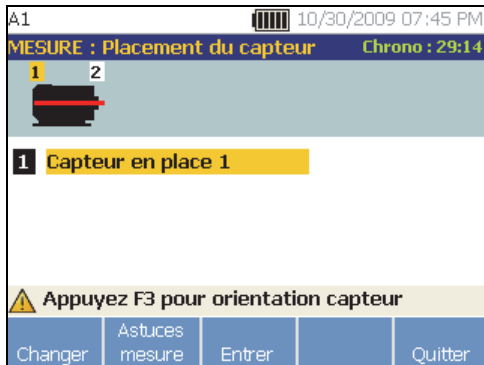 A1 10/30/2009 07:45 PM
MESURE : Placement du capteur Chrono : 29:14
1 2
1 Capteur en place 1
Appuyez F3 pour orientation capteur
Changer Astuces mesure Entrer Quitter